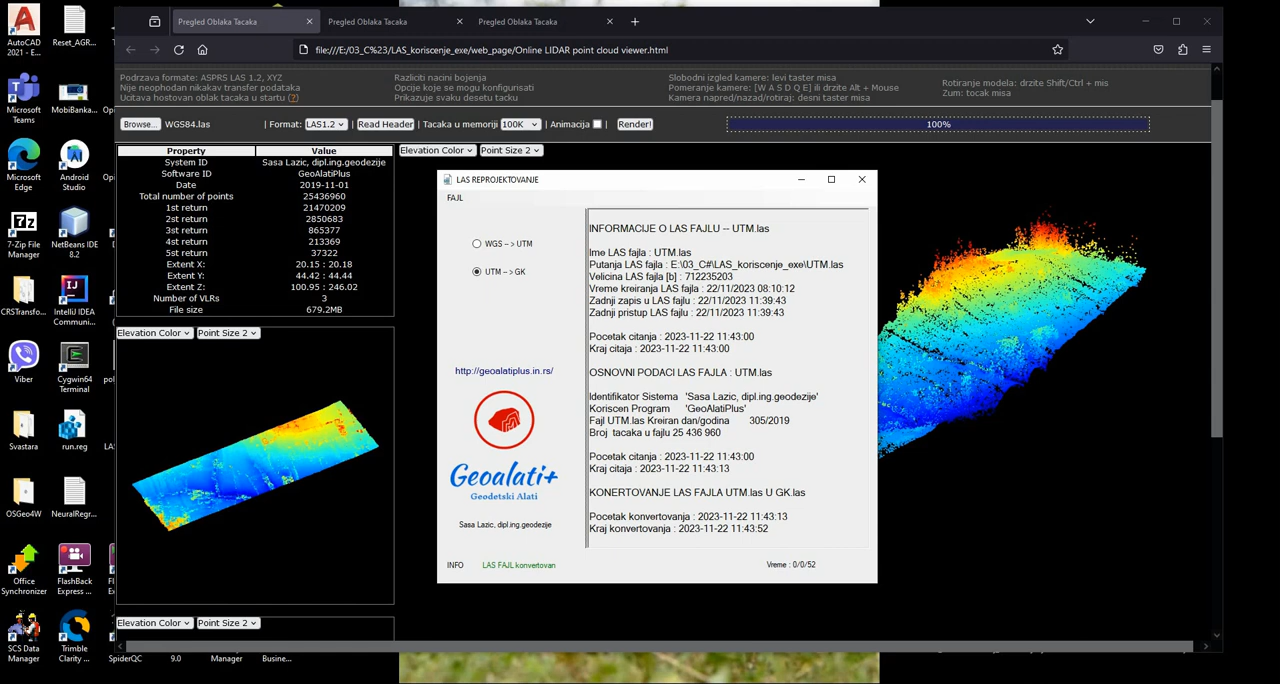 AutoCAD 2021 - E...
Reset_AGR...
Microsoft Teams
MobiBanka...
Microsoft Edge
Android Studio
7-Zip File Manager
NetBeans IDE 8.2
CRSTransfo...
IntelliJ IDEA Communi...
Viber
Cygwin64 Terminal
Svastara
run.reg
OSGeo4W
NeuralRegr...
Office Synchronizer
FlashBack Express ...
SCS Data Manager
Trimble Clarity ...
SpiderQC
9.0
Manager
Busine...
Pregled Oblaka Tacaka
Pregled Oblaka Tacaka
Pregled Oblaka Tacaka
file:///E:/03_C%23/LAS_koriscenje_exe/web_page/Online LIDAR point cloud viewer.html
Podrzava formate: ASPRS LAS 1.2, XYZ
Nije neophodan nikakav transfer podataka
Ucitava hostovan oblak tacaka u startu (?)
Razliciti nacini bojenja
Opcije koje se mogu konfigurisati
Prikazuje svaku desetu tacku
Slobodni izgled kamere: levi taster misa
Pomeranje kamere: [W A S D Q E] ili drzite Alt + Mouse
Kamera napred/nazad/rotiraj: desni taster misa
Rotiranje modela: drzite Shift/Ctrl + mis
Zum: tocak misa
Browse... WGS84.las | Format: LAS1.2 | Read Header | Tacaka u memoriji 100K | Animacija | Render! 100%
Property Value
System ID Sasa Lazic, dipl.ing.geodezije
Software ID GeoAlatiPlus
Date 2019-11-01
Total number of points 25436960
1st return 21470209
2st return 2850683
3st return 865377
4st return 213369
5st return 37322
Extent X: 20.15 : 20.18
Extent Y: 44.42 : 44.44
Extent Z: 100.95 : 246.02
Number of VLRs 3
File size 679.2MB
Elevation Color Point Size 2
Elevation Color Point Size 2
Elevation Color Point Size 2
LAS REPROJEKTOVANJE
FAJL
WGS --> UTM
UTM --> GK
http://geoalatiplus.in.rs/
Geoalati+
Geodetski Alati
Sasa Lazic, dipl.ing.geodezije
INFORMACIJE O LAS FAJLU -- UTM.las
Ime LAS fajla : UTM.las
Putanja LAS fajla : E:\03_C#\LAS_koriscenje_exe\UTM.las
Velicina LAS fajla [b] : 712235203
Vreme kreiranja LAS fajla : 22/11/2023 08:10:12
Zadnji zapis u LAS fajlu : 22/11/2023 11:39:43
Zadnji pristup LAS fajlu : 22/11/2023 11:39:43
Pocetak citanja : 2023-11-22 11:43:00
Kraj citaja : 2023-11-22 11:43:00
OSNOVNI PODACI LAS FAJLA : UTM.las
Identifikator Sistema 'Sasa Lazic, dipl.ing.geodezije'
Koriscen Program 'GeoAlatiPlus'
Fajl UTM.las Kreiran dan/godina 305/2019
Broj tacaka u fajlu 25 436 960
Pocetak citanja : 2023-11-22 11:43:00
Kraj citaja : 2023-11-22 11:43:13
KONERTOVANJE LAS FAJLA UTM.las U GK.las
Pocetak konvertovanja : 2023-11-22 11:43:13
Kraj konvertovanja : 2023-11-22 11:43:52
INFO LAS FAJL konvertovan Vreme : 0/0/52